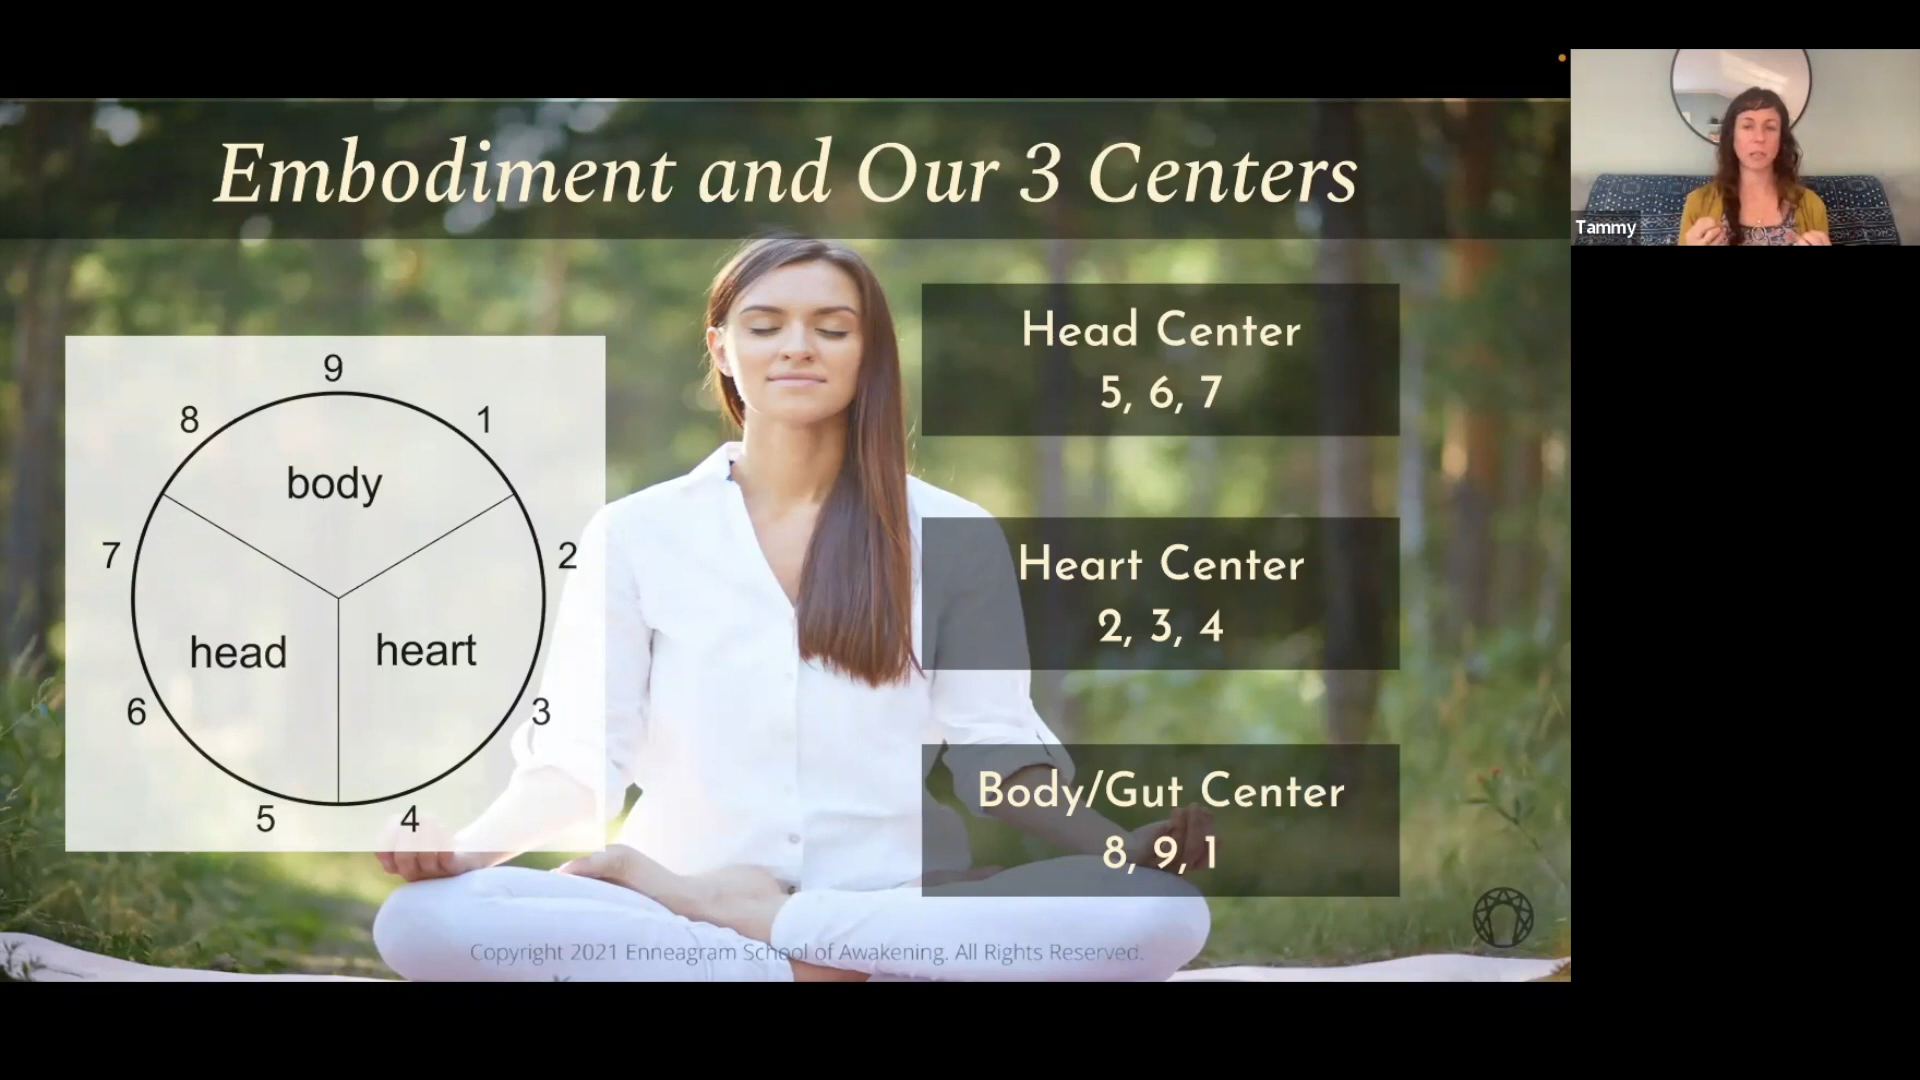 Embodiment and Our 3 Centers
9
8
1
body
7
2
head
heart
6
3
5
4
Head Center
5, 6, 7
Heart Center
2, 3, 4
Body/Gut Center
8, 9, 1
Copyright 2021 Enneagram School of Awakening. All Rights Reserved.
Tammy